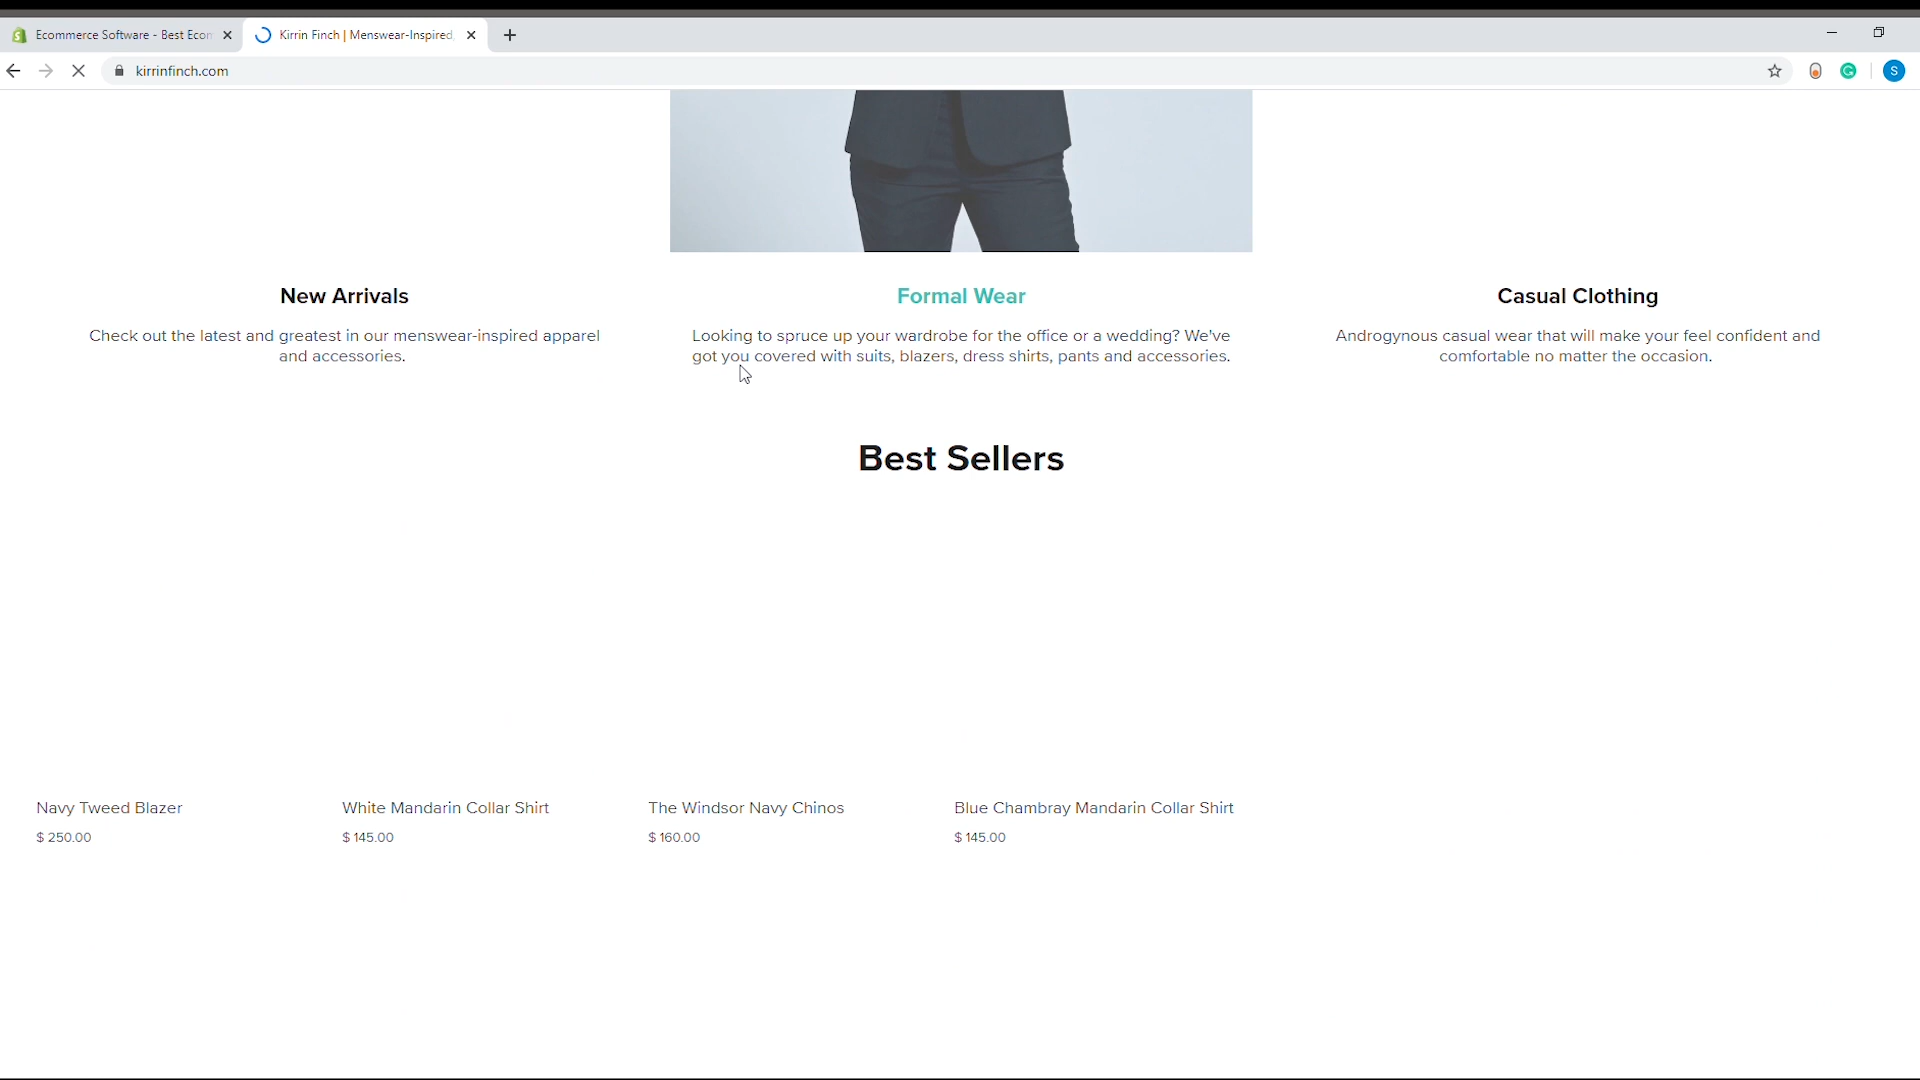 Ecommerce Software - Best Econ
Kirrin Finch | Menswear-Inspired,
kirrinfinch.com
S
New Arrivals
Check out the latest and greatest in our menswear-inspired apparel
and accessories.
Formal Wear
Looking to spruce up your wardrobe for the office or a wedding? We've
got you covered with suits, blazers, dress shirts, pants and accessories.
Casual Clothing
Androgynous casual wear that will make your feel confident and
comfortable no matter the occasion.
Best Sellers
Navy Tweed Blazer
$ 250.00
White Mandarin Collar Shirt
$ 145.00
The Windsor Navy Chinos
$ 160.00
Blue Chambray Mandarin Collar Shirt
$ 145.00